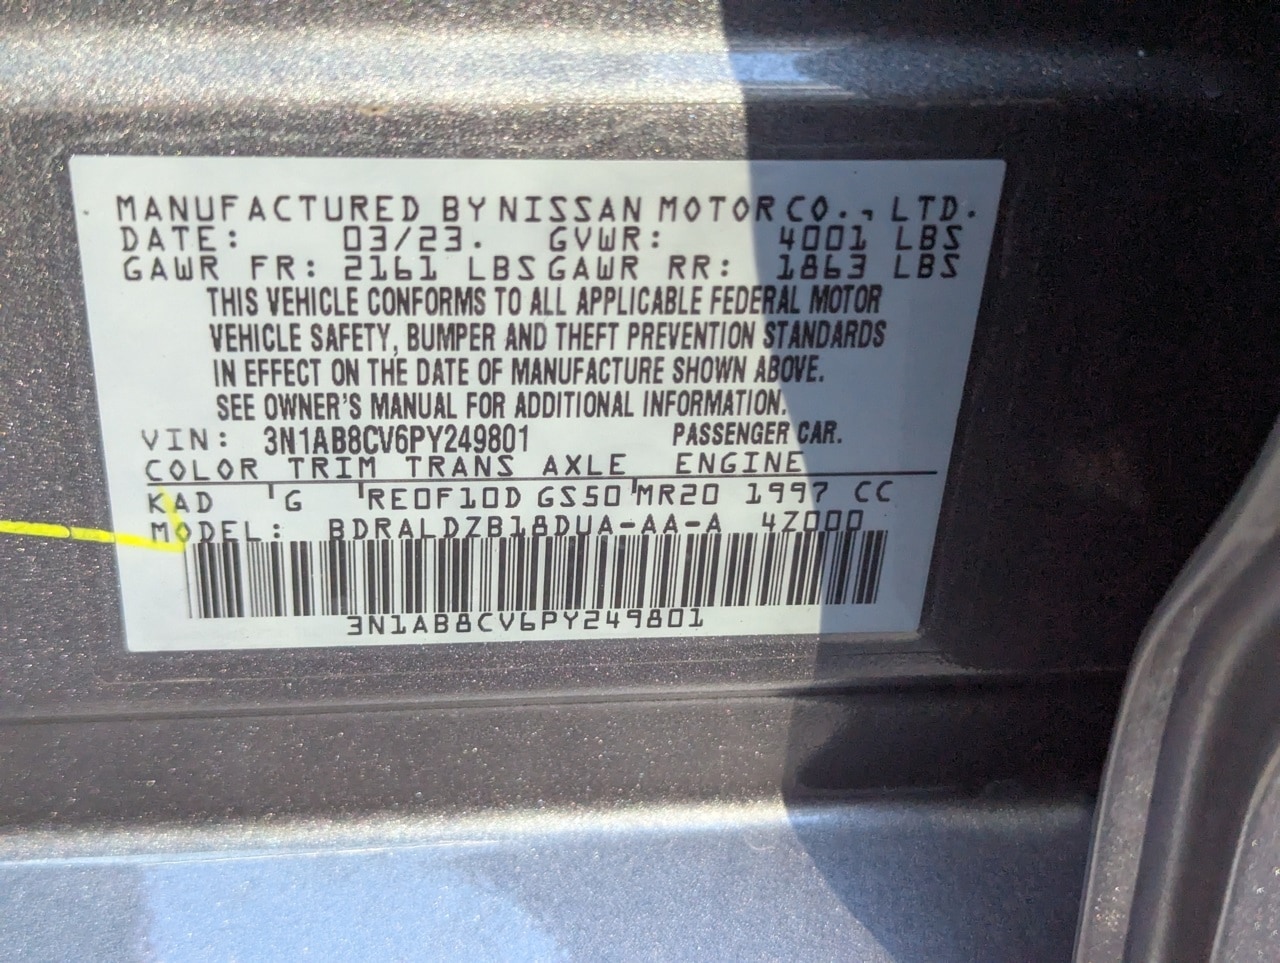 MANUFACTURED BY NISSAN MOTOR CO., LTD.
DATE: 03/23. GVWR: 4001 LBS
GAWR FR: 2161 LBS GAWR RR: 1863 LBS
THIS VEHICLE CONFORMS TO ALL APPLICABLE FEDERAL MOTOR
VEHICLE SAFETY, BUMPER AND THEFT PREVENTION STANDARDS
IN EFFECT ON THE DATE OF MANUFACTURE SHOWN ABOVE.
SEE OWNER'S MANUAL FOR ADDITIONAL INFORMATION.
VIN: 3N1AB8CV6PY249801 PASSENGER CAR.
COLOR TRIM TRANS AXLE ENGINE
KAD ' G ' RE0F10D GS50 ' MR20 1997 CC
MODEL: BDRALDZB18DUA-AA-A 4Z000
3N1AB8CV6PY249801